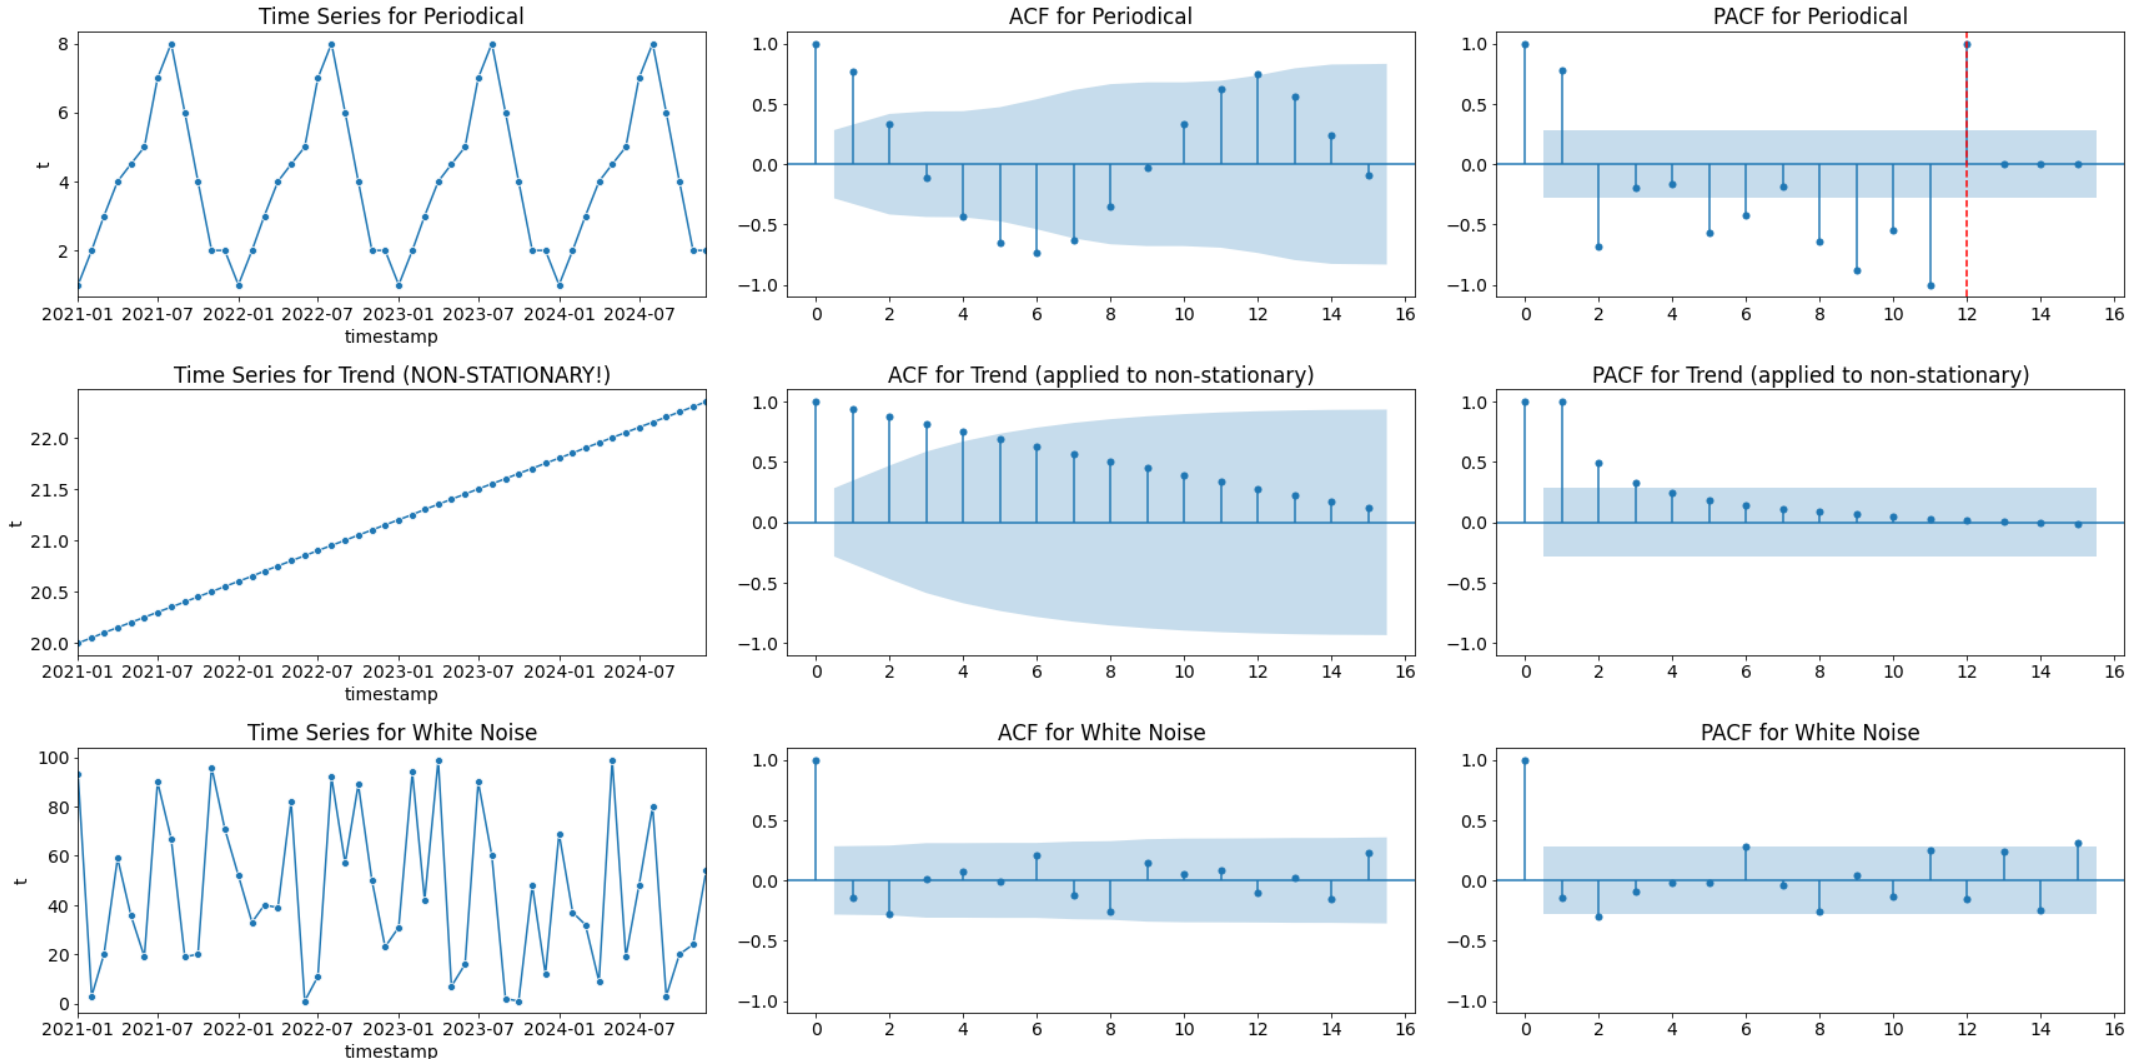 Time Series for Periodical
8
6
4
2
t
2021-01 2021-07 2022-01 2022-07 2023-01 2023-07 2024-01 2024-07
timestamp
ACF for Periodical
1.0
0.5
0.0
−0.5
−1.0
0 2 4 6 8 10 12 14 16
PACF for Periodical
1.0
0.5
0.0
−0.5
−1.0
0 2 4 6 8 10 12 14 16
Time Series for Trend (NON-STATIONARY!)
22.0
21.5
21.0
20.5
20.0
t
2021-01 2021-07 2022-01 2022-07 2023-01 2023-07 2024-01 2024-07
timestamp
ACF for Trend (applied to non-stationary)
1.0
0.5
0.0
−0.5
−1.0
0 2 4 6 8 10 12 14 16
PACF for Trend (applied to non-stationary)
1.0
0.5
0.0
−0.5
−1.0
0 2 4 6 8 10 12 14 16
Time Series for White Noise
100
80
60
40
20
0
t
2021-01 2021-07 2022-01 2022-07 2023-01 2023-07 2024-01 2024-07
timestamp
ACF for White Noise
1.0
0.5
0.0
−0.5
−1.0
0 2 4 6 8 10 12 14 16
PACF for White Noise
1.0
0.5
0.0
−0.5
−1.0
0 2 4 6 8 10 12 14 16